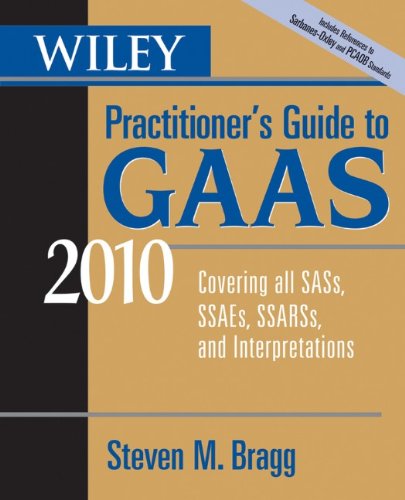 Includes References to
Sarbanes-Oxley and PCAOB
Standards
WILEY
Practitioner's Guide to
GAAS
2010
Covering all SASs,
SSAEs, SSARSs,
and Interpretations
Steven M. Bragg